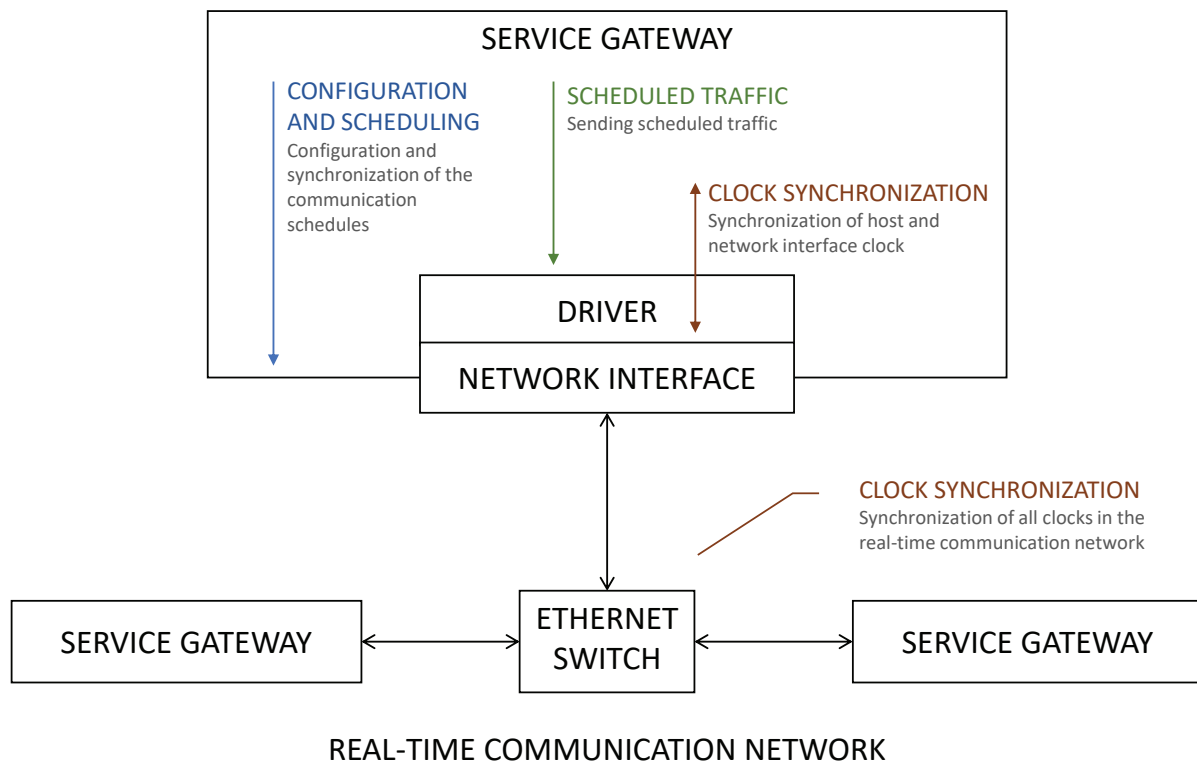 SERVICE GATEWAY
CONFIGURATION
AND SCHEDULING
Configuration and
synchronization of the
communication
schedules
SCHEDULED TRAFFIC
Sending scheduled traffic
CLOCK SYNCHRONIZATION
Synchronization of host and
network interface clock
DRIVER
NETWORK INTERFACE
CLOCK SYNCHRONIZATION
Synchronization of all clocks in the
real-time communication network
SERVICE GATEWAY
ETHERNET
SWITCH
SERVICE GATEWAY
REAL-TIME COMMUNICATION NETWORK